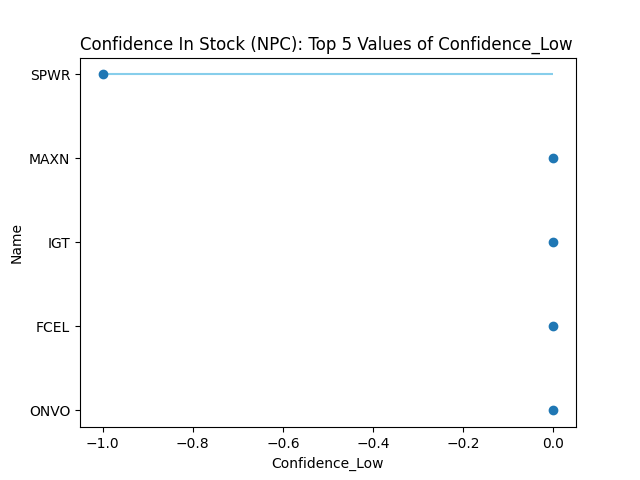 Confidence In Stock (NPC): Top 5 Values of Confidence_Low
SPWR
MAXN
IGT
FCEL
ONVO
Name
−1.0 −0.8 −0.6 −0.4 −0.2 0.0
Confidence_Low